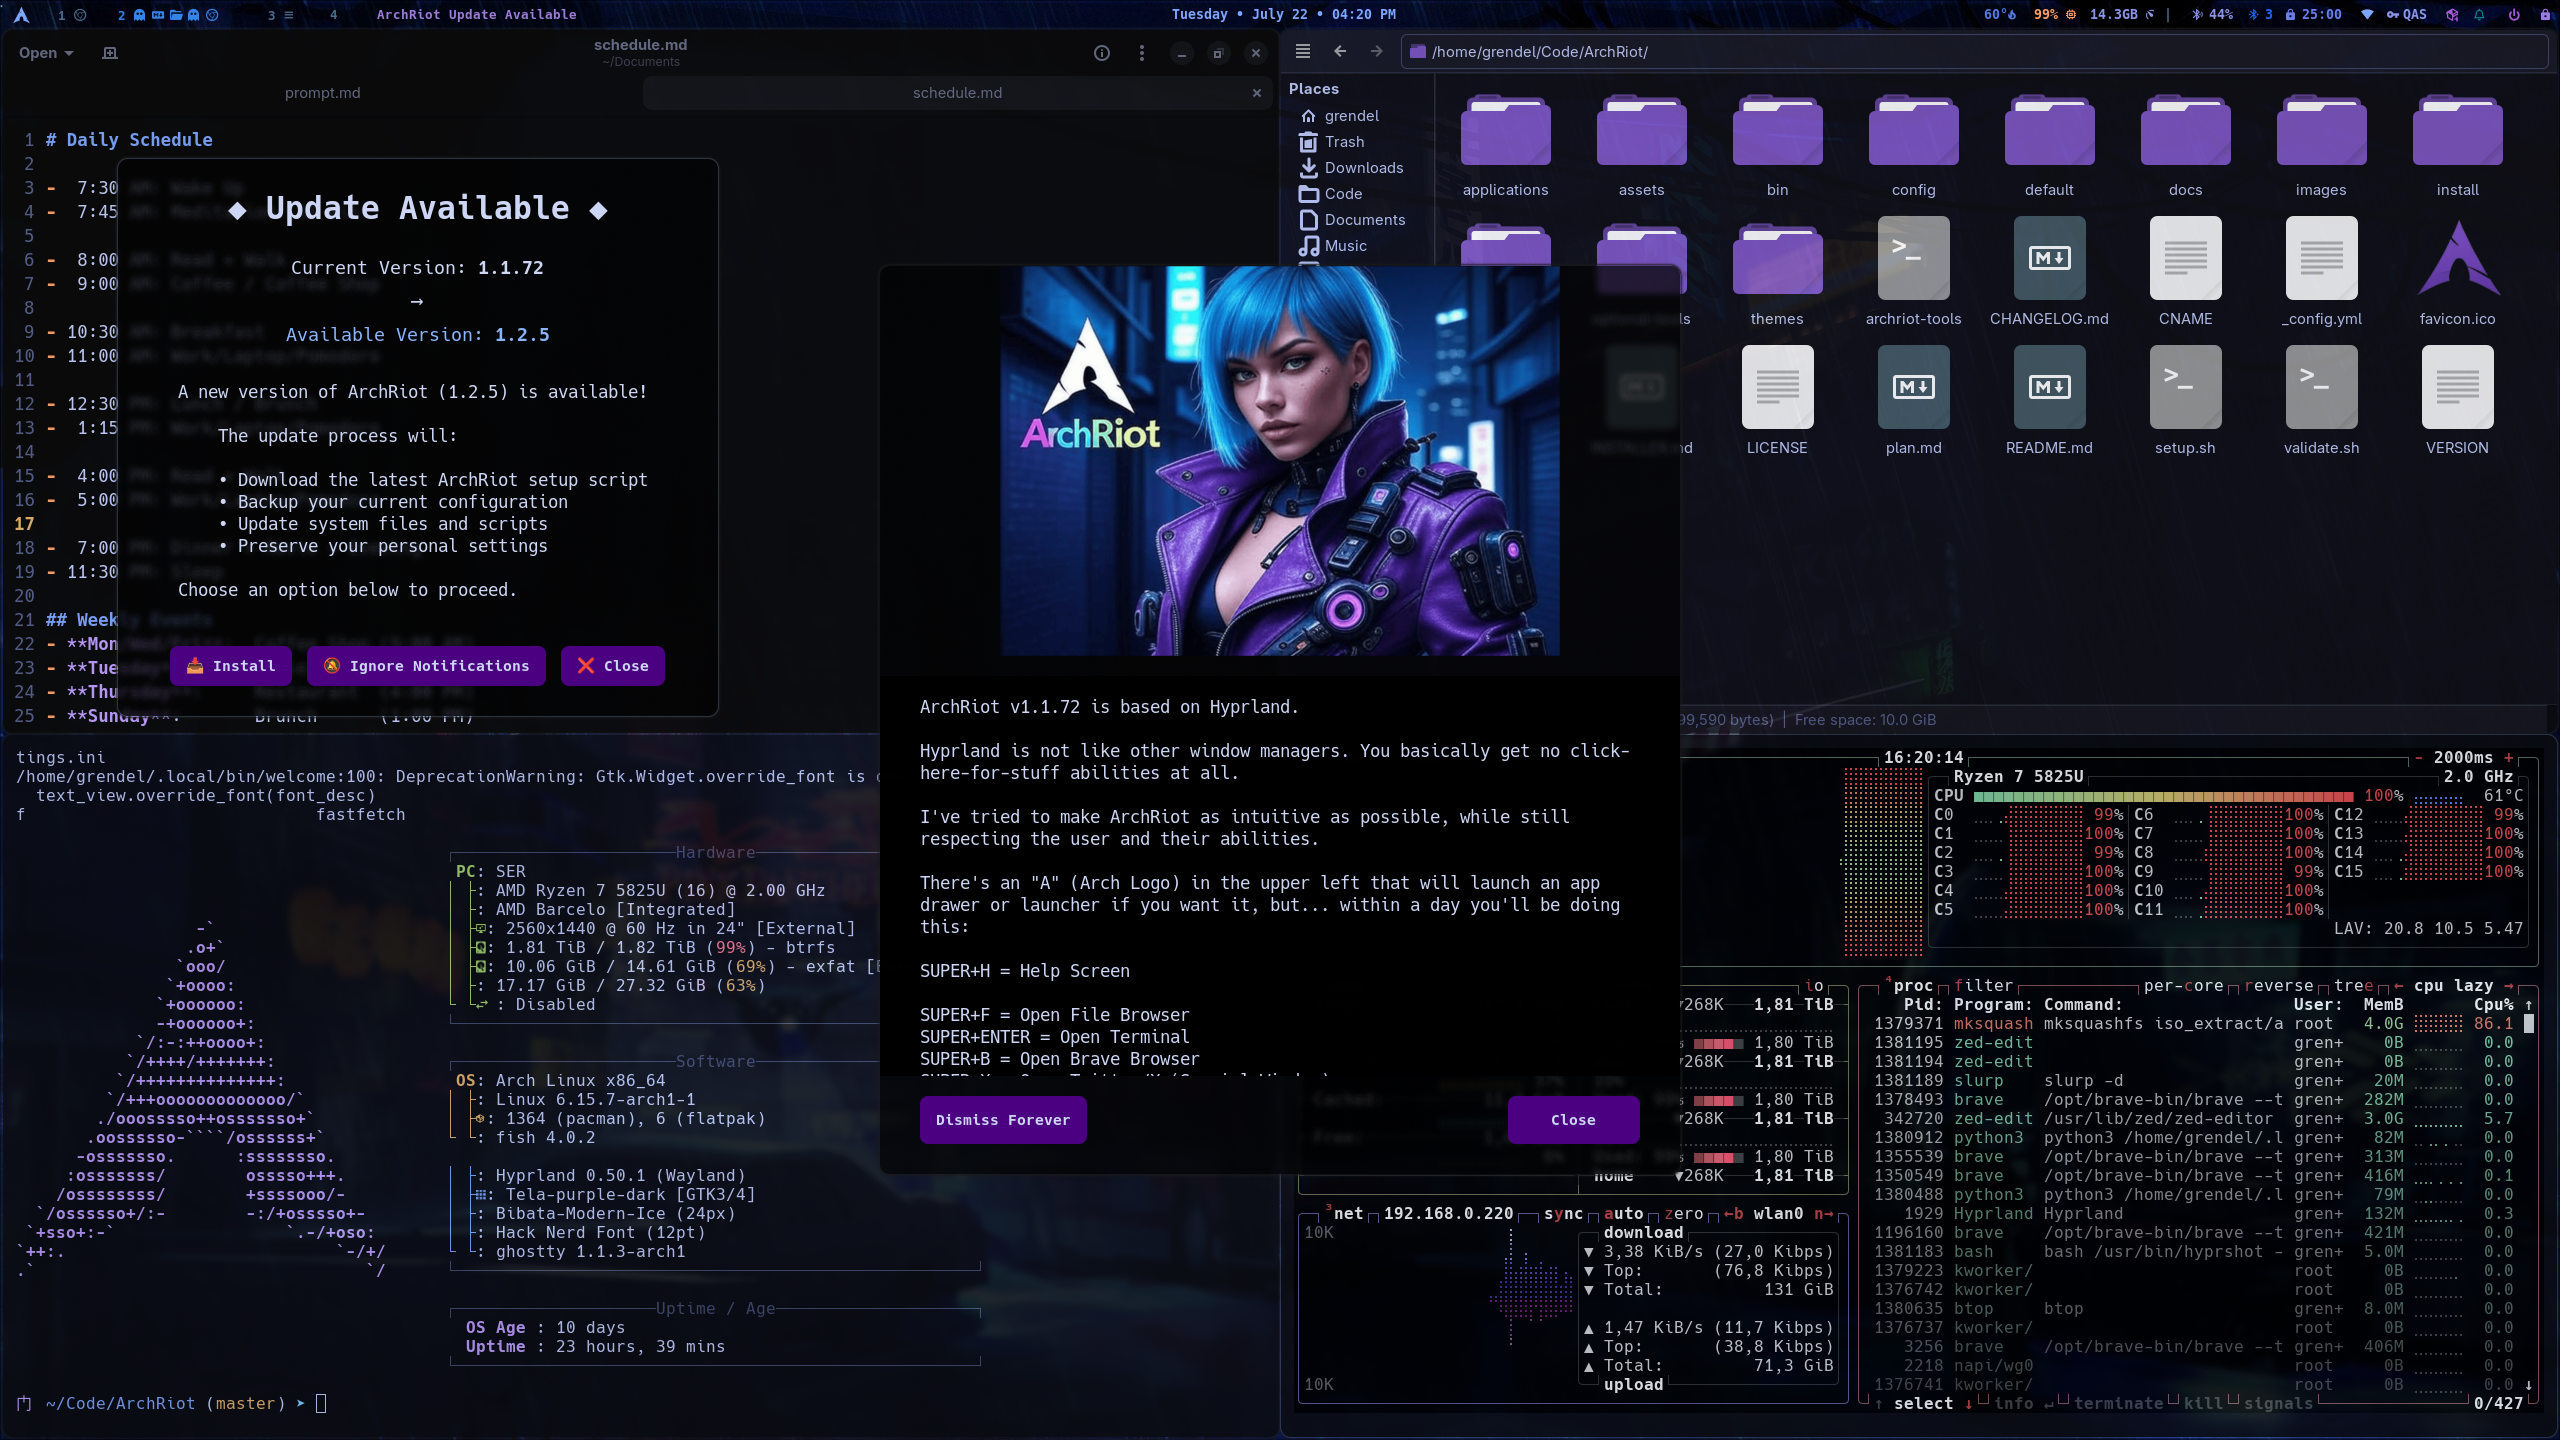 1
2
3
4
ArchRiot Update Available
Tuesday • July 22 • 04:20 PM
60°
99%
14.3GB
|
44%
3
25:00
QAS
Open
schedule.md
~/Documents
prompt.md
schedule.md
1 # Daily Schedule
2
3 - 7:30
4 - 7:45
5
6 - 8:00
7 - 9:00
8
9 - 10:30
10 - 11:00
11
12 - 12:30
13 - 1:15
14
15 - 4:00
16 - 5:00
17
18 - 7:00
19 - 11:30
20
21 ## Weekly Events
22 - **Mon
23 - **Tue
24 - **Thursday**: Restaurant
25 - **Sunday**: Brunch (1:00 PM)
◆ Update Available ◆
Current Version: 1.1.72
→
Available Version: 1.2.5
A new version of ArchRiot (1.2.5) is available!
The update process will:
• Download the latest ArchRiot setup script
• Backup your current configuration
• Update system files and scripts
• Preserve your personal settings
Choose an option below to proceed.
Install
Ignore Notifications
Close
/home/grendel/Code/ArchRiot/
Places
grendel
Trash
Downloads
Code
Documents
Music
applications
assets
bin
config
default
docs
images
install
themes
archriot-tools
CHANGELOG.md
CNAME
_config.yml
favicon.ico
LICENSE
plan.md
README.md
setup.sh
validate.sh
VERSION
99,590 bytes) | Free space: 10.0 GiB
ArchRiot
ArchRiot v1.1.72 is based on Hyprland.
Hyprland is not like other window managers. You basically get no click-
here-for-stuff abilities at all.
I've tried to make ArchRiot as intuitive as possible, while still
respecting the user and their abilities.
There's an "A" (Arch Logo) in the upper left that will launch an app
drawer or launcher if you want it, but... within a day you'll be doing
this:
SUPER+H = Help Screen
SUPER+F = Open File Browser
SUPER+ENTER = Open Terminal
SUPER+B = Open Brave Browser
Dismiss Forever
Close
tings.ini
/home/grendel/.local/bin/welcome:100: DeprecationWarning: Gtk.Widget.override_font is
text_view.override_font(font_desc)
f fastfetch
Hardware
PC: SER
: AMD Ryzen 7 5825U (16) @ 2.00 GHz
: AMD Barcelo [Integrated]
: 2560x1440 @ 60 Hz in 24" [External]
: 1.81 TiB / 1.82 TiB (99%) - btrfs
: 10.06 GiB / 14.61 GiB (69%) - exfat [
: 17.17 GiB / 27.32 GiB (63%)
: Disabled
Software
OS: Arch Linux x86_64
: Linux 6.15.7-arch1-1
: 1364 (pacman), 6 (flatpak)
: fish 4.0.2
: Hyprland 0.50.1 (Wayland)
: Tela-purple-dark [GTK3/4]
: Bibata-Modern-Ice (24px)
: Hack Nerd Font (12pt)
: ghostty 1.1.3-arch1
Uptime / Age
OS Age : 10 days
Uptime : 23 hours, 39 mins
~/Code/ArchRiot (master) ➤
16:20:14
- 2000ms +
Ryzen 7 5825U 2.0 GHz
CPU 100% 61°C
C0 99% C6 100% C12 99%
C1 100% C7 100% C13 100%
C2 99% C8 100% C14 100%
C3 100% C9 99% C15 100%
C4 100% C10 100%
C5 100% C11 100%
LAV: 20.8 10.5 5.47
io
▼268K 1,81 TiB
1,80 TiB
▼268K 1,81 TiB
1,80 TiB
▼268K 1,81 TiB
1,80 TiB
home ▼268K 1,81 TiB
³net 192.168.0.220 sync auto zero ←b wlan0 n→
10K
download
▼ 3,38 KiB/s (27,0 Kibps)
▼ Top: (76,8 Kibps)
▼ Total: 131 GiB
▲ 1,47 KiB/s (11,7 Kibps)
▲ Top: (38,8 Kibps)
▲ Total: 71,3 GiB
10K
upload
⁴proc filter per-core reverse tree ← cpu lazy →
Pid: Program: Command: User: MemB Cpu% ↑
1379371 mksquash mksquashfs iso_extract/a root 4.0G 86.1
1381195 zed-edit gren+ 0B 0.0
1381194 zed-edit gren+ 0B 0.0
1381189 slurp slurp -d gren+ 20M 0.0
1378493 brave /opt/brave-bin/brave --t gren+ 282M 0.0
342720 zed-edit /usr/lib/zed/zed-editor gren+ 3.0G 5.7
1380912 python3 python3 /home/grendel/.l gren+ 82M 0.0
1355539 brave /opt/brave-bin/brave --t gren+ 313M 0.0
1350549 brave /opt/brave-bin/brave --t gren+ 416M 0.1
1380488 python3 python3 /home/grendel/.l gren+ 79M 0.0
1929 Hyprland Hyprland gren+ 132M 0.3
1196160 brave /opt/brave-bin/brave --t gren+ 421M 0.0
1381183 bash bash /usr/bin/hyprshot - gren+ 5.0M 0.0
1379223 kworker/ root 0B 0.0
1376742 kworker/ root 0B 0.0
1380635 btop btop gren+ 8.0M 0.0
1376737 kworker/ root 0B 0.0
3256 brave /opt/brave-bin/brave --t gren+ 406M 0.0
2218 napi/wg0 root 0B 0.0
1376741 kworker/ root 0B 0.0 ↓
↑ select ↓ info ↵ terminate kill signals 0/427